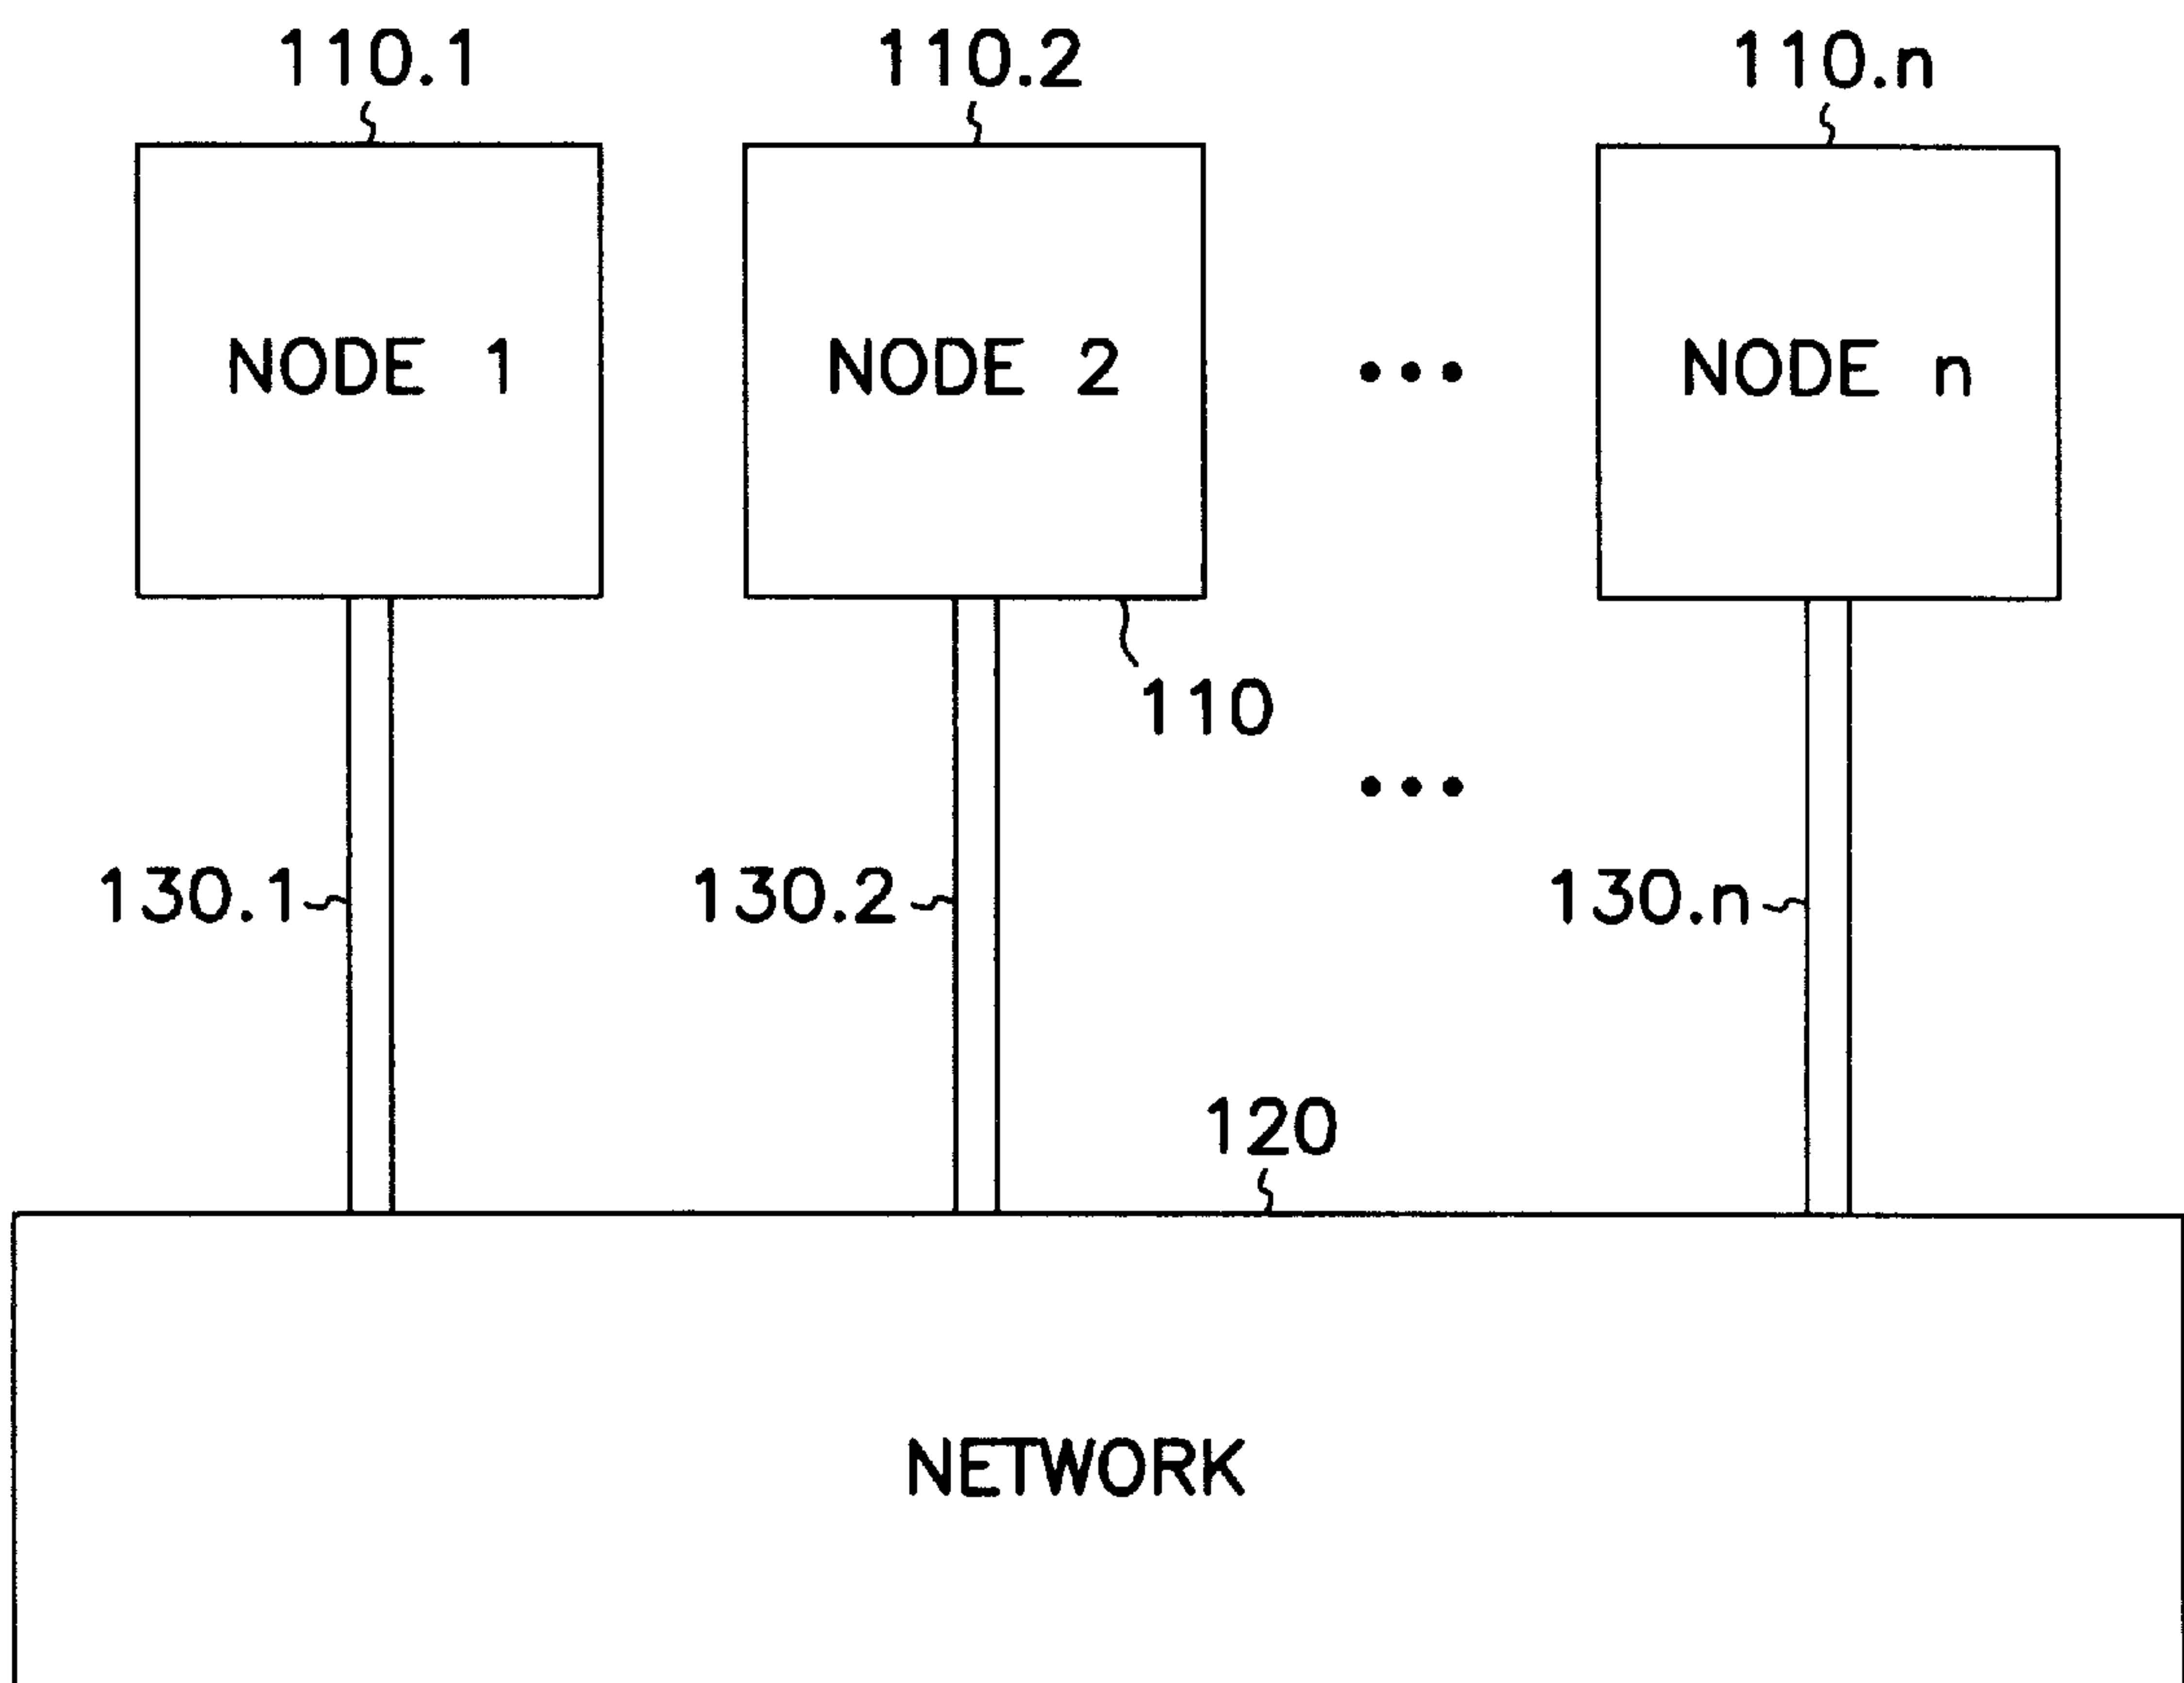 110.1
110.2
110.n
NODE 1
NODE 2
•••
NODE n
110
•••
130.1
130.2
130.n
120
NETWORK